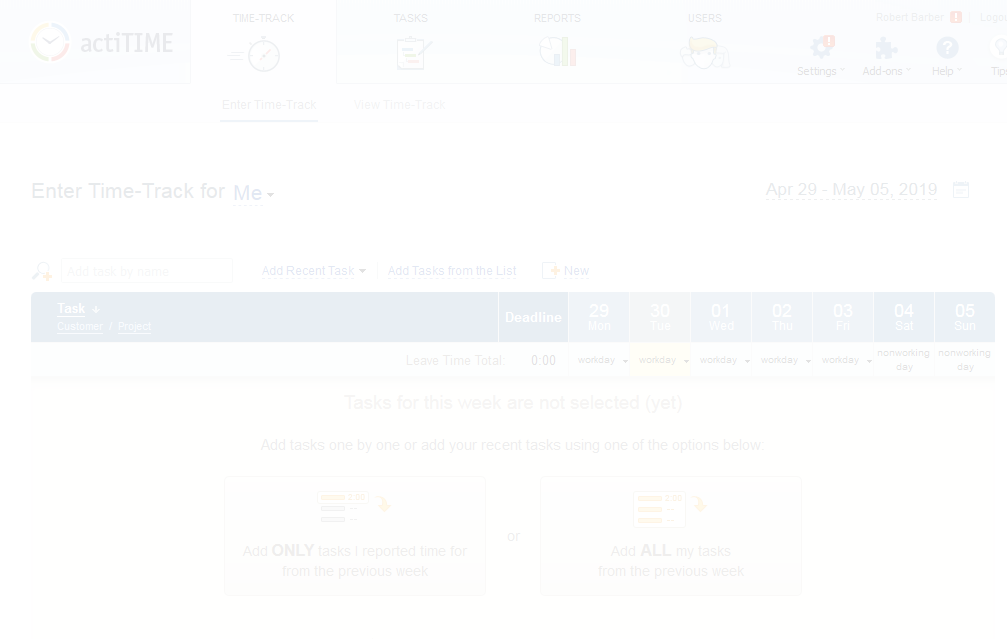 TIME-TRACK TASKS REPORTS USERS Robert Barber ! Logou
actiTIME
Settings Add-ons Help Tips
Enter Time-Track View Time-Track
Enter Time-Track for Me Apr 29 - May 05, 2019
Add task by name Add Recent Task Add Tasks from the List New
Task Deadline 29 30 01 02 03 04 05
Customer / Project Mon Tue Wed Thu Fri Sat Sun
Leave Time Total: 0:00 workday workday workday workday workday nonworking day nonworking day
Tasks for this week are not selected (yet)
Add tasks one by one or add your recent tasks using one of the options below:
Add ONLY tasks I reported time for
from the previous week
or
2:00
Add ALL my tasks
from the previous week